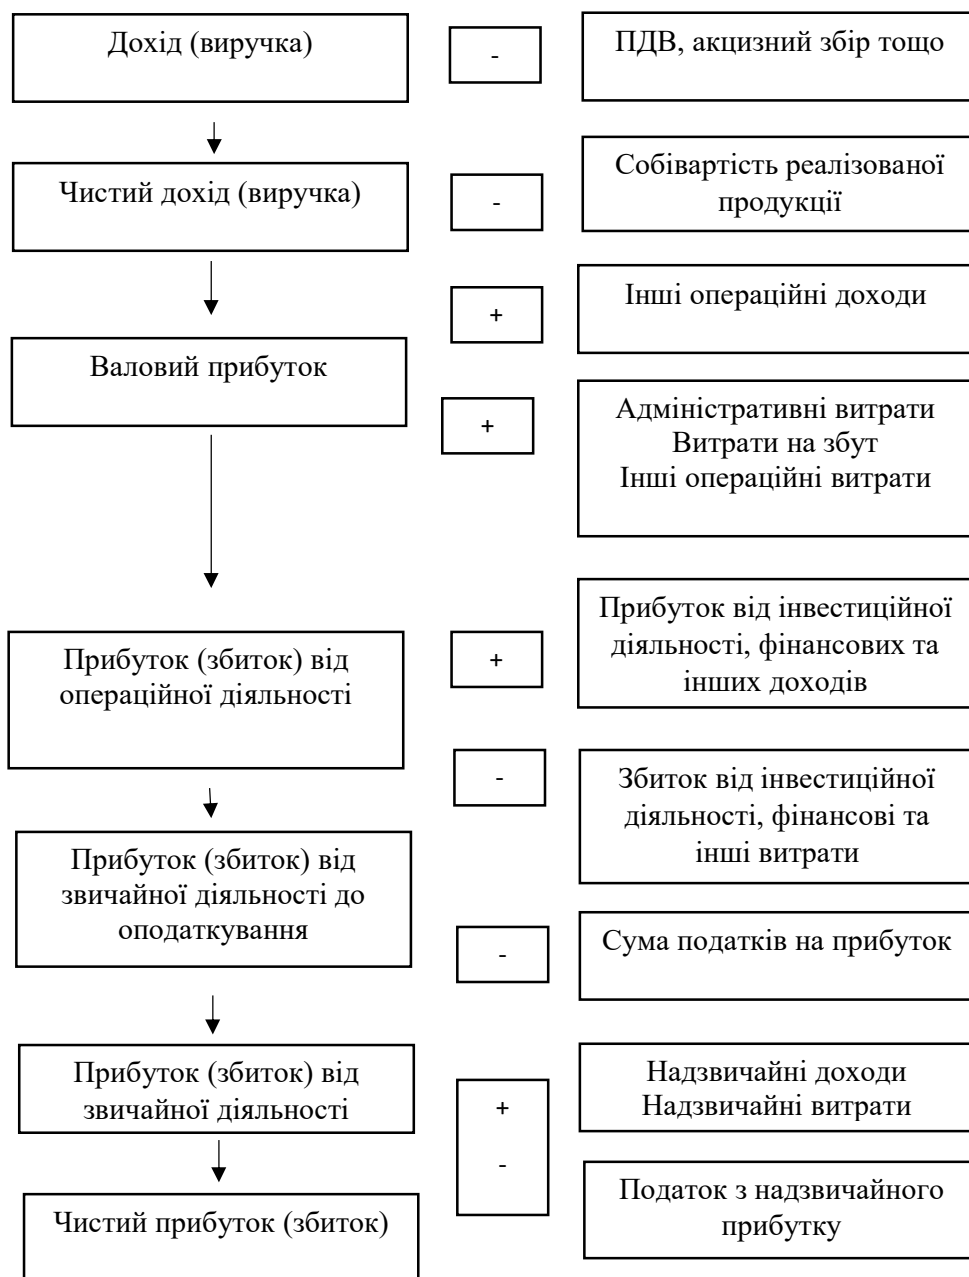 Дохід (виручка)
-
ПДВ, акцизний збір тощо
Чистий дохід (виручка)
-
Собівартість реалізованої
продукції
+
Інші операційні доходи
Валовий прибуток
+
Адміністративні витрати
Витрати на збут
Інші операційні витрати
Прибуток (збиток) від
операційної діяльності
+
Прибуток від інвестиційної
діяльності, фінансових та
інших доходів
-
Збиток від інвестиційної
діяльності, фінансові та
інші витрати
Прибуток (збиток) від
звичайної діяльності до
оподаткування
-
Сума податків на прибуток
Прибуток (збиток) від
звичайної діяльності
+
-
Надзвичайні доходи
Надзвичайні витрати
Податок з надзвичайного
прибутку
Чистий прибуток (збиток)